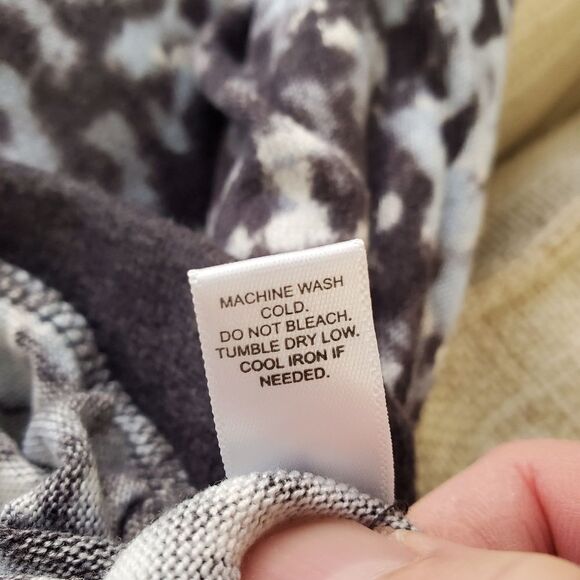 MACHINE WASH
COLD.
DO NOT BLEACH.
TUMBLE DRY LOW.
COOL IRON IF
NEEDED.